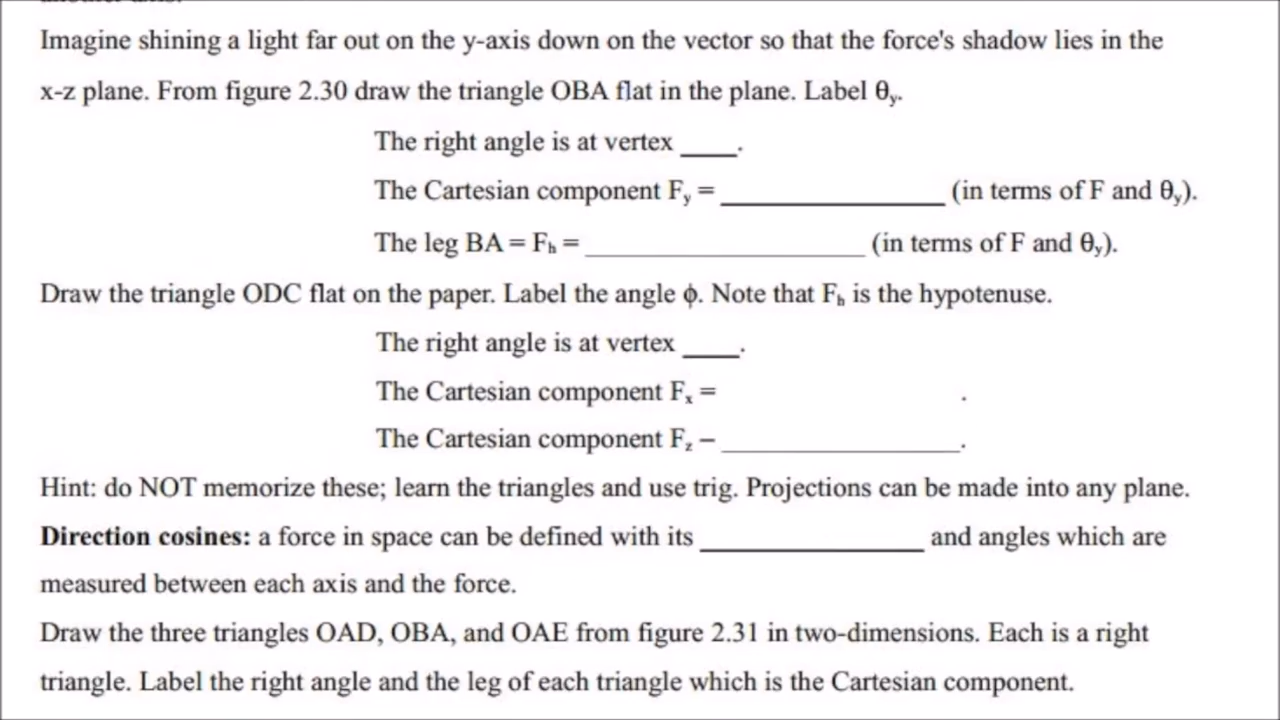 Imagine shining a light far out on the y-axis down on the vector so that the force's shadow lies in the
x-z plane. From figure 2.30 draw the triangle OBA flat in the plane. Label θy.
The right angle is at vertex ____.
The Cartesian component Fy = ________________ (in terms of F and θy).
The leg BA = Fh = ____________________ (in terms of F and θy).
Draw the triangle ODC flat on the paper. Label the angle ϕ. Note that Fh is the hypotenuse.
The right angle is at vertex ____.
The Cartesian component Fx = .
The Cartesian component Fz – _________________.
Hint: do NOT memorize these; learn the triangles and use trig. Projections can be made into any plane.
Direction cosines: a force in space can be defined with its ________________ and angles which are
measured between each axis and the force.
Draw the three triangles OAD, OBA, and OAE from figure 2.31 in two-dimensions. Each is a right
triangle. Label the right angle and the leg of each triangle which is the Cartesian component.